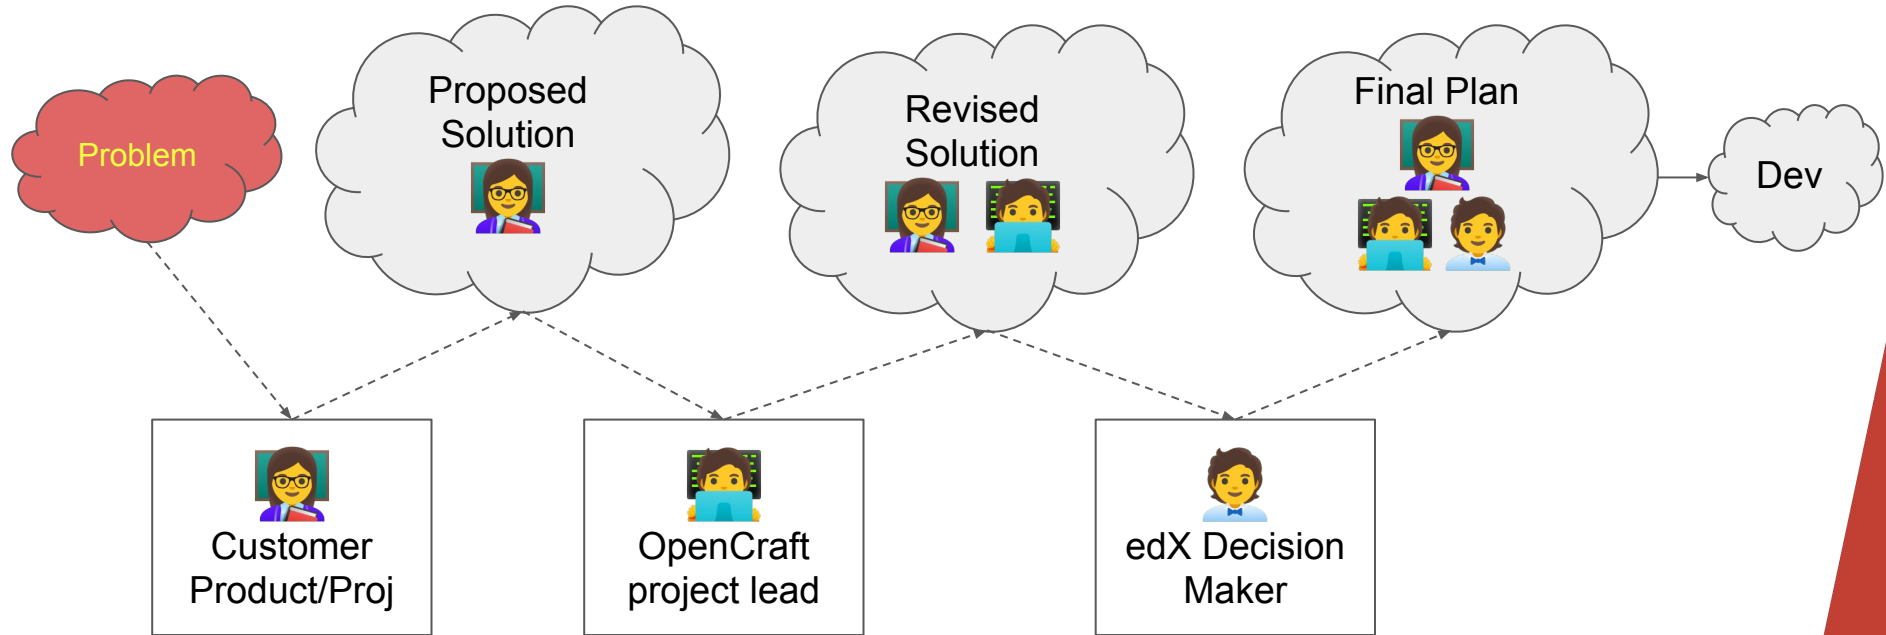 Problem
Proposed
Solution
Revised
Solution
Final Plan
Dev
Customer
Product/Proj
OpenCraft
project lead
edX Decision
Maker